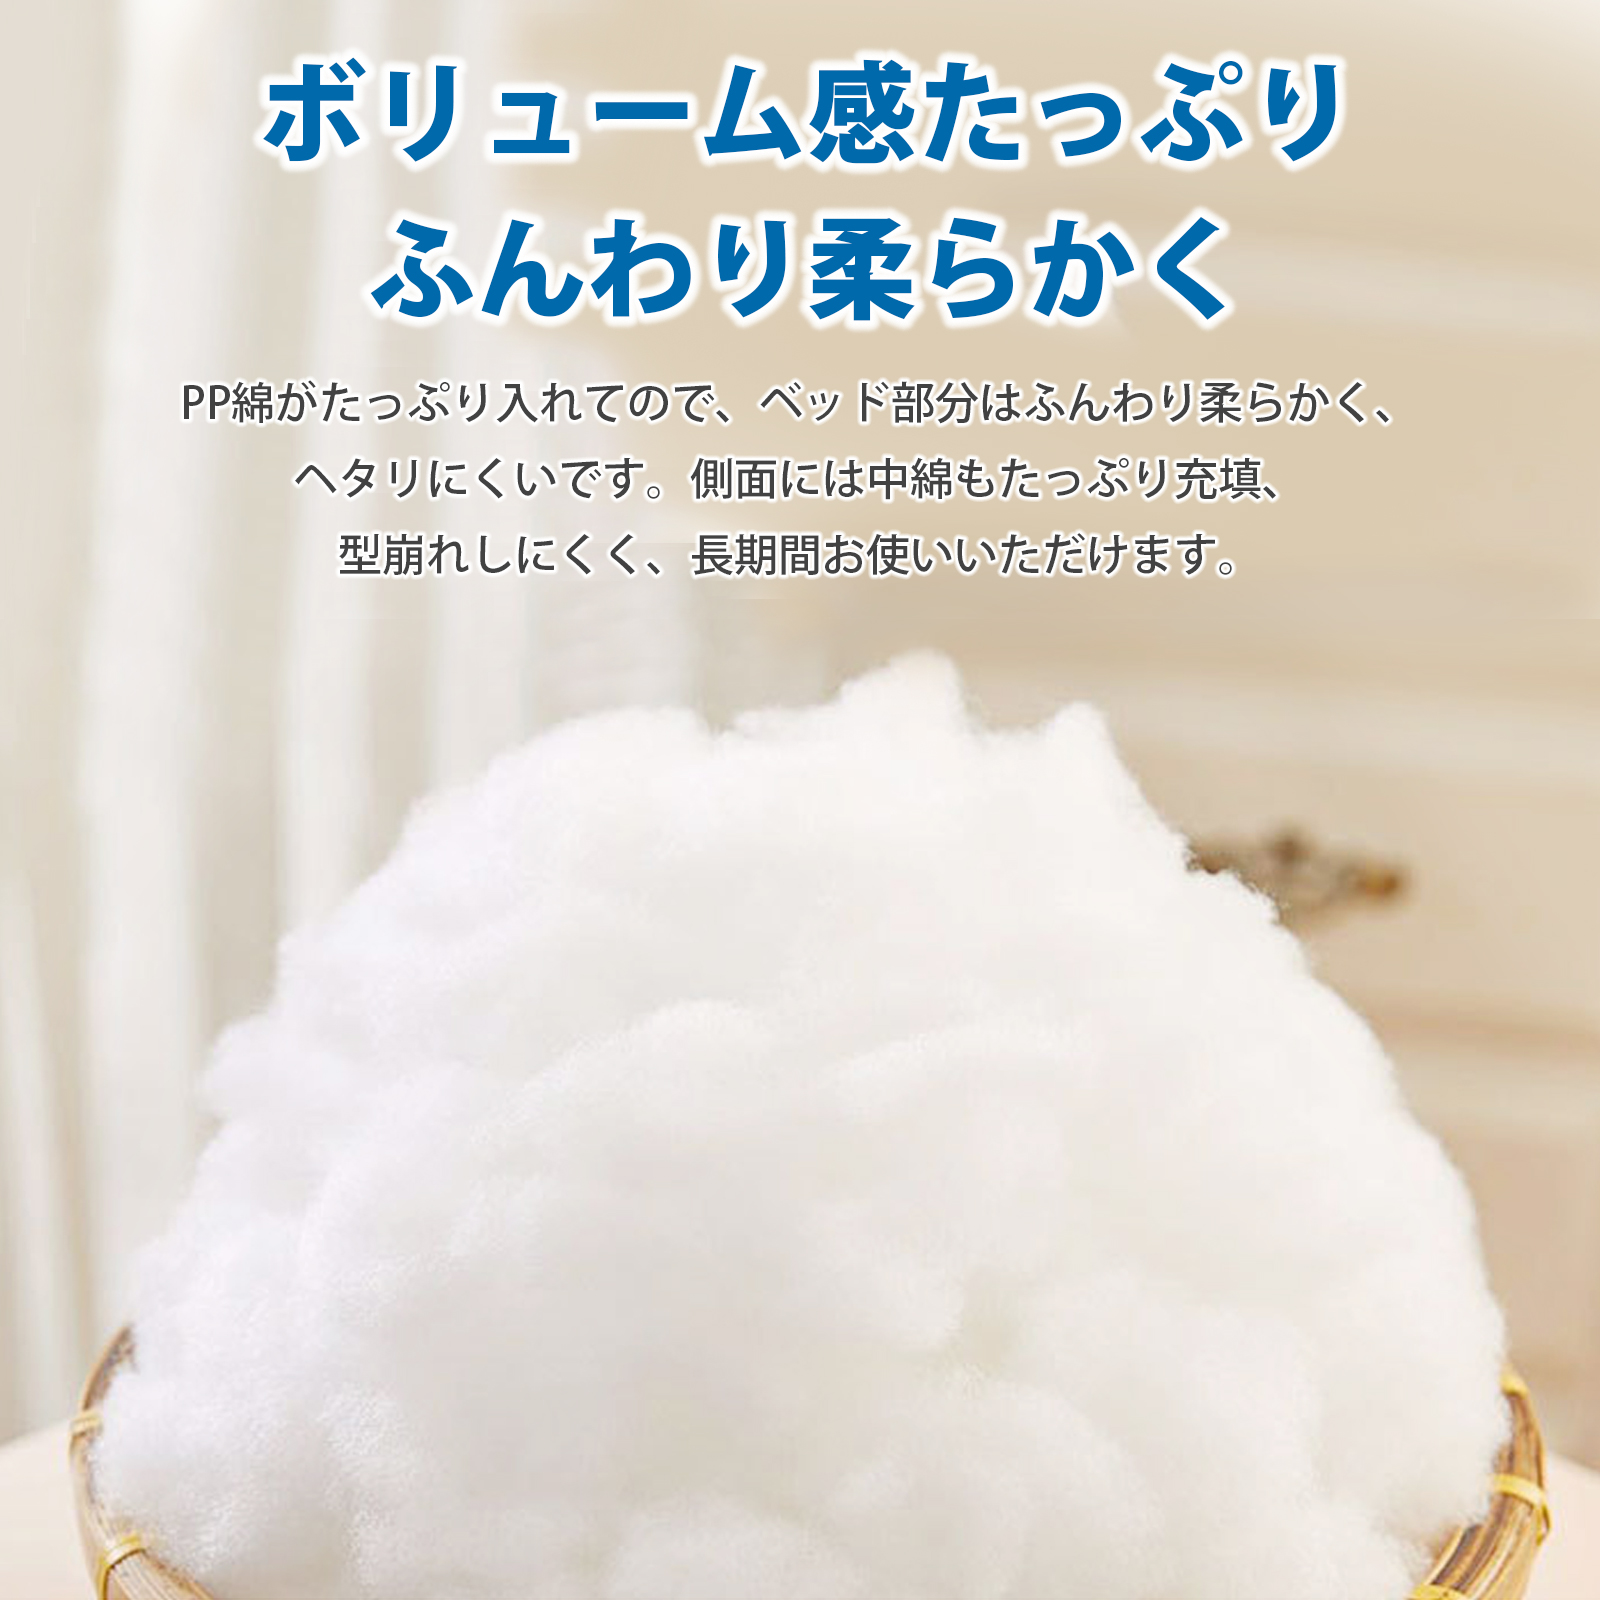 ボリューム感たっぷり
ふんわり柔らかく
PP綿がたっぷり入れてので、ベッド部分はふんわり柔らかく、
ヘタリにくいです。側面には中綿もたっぷり充填、
型崩れしにくく、長期間お使いいただけます。